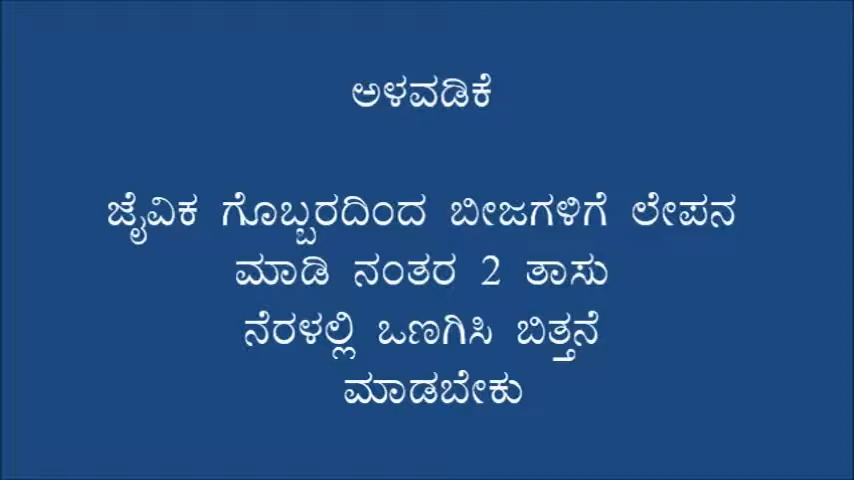 ಅಳವಡಿಕೆ
ಜೈವಿಕ ಗೊಬ್ಬರದಿಂದ ಬೀಜಗಳಿಗೆ ಲೇಪನ
ಮಾಡಿ ನಂತರ 2 ತಾಸು
ನೆರಳಲ್ಲಿ ಒಣಗಿಸಿ ಬಿತ್ತನೆ
ಮಾಡಬೇಕು